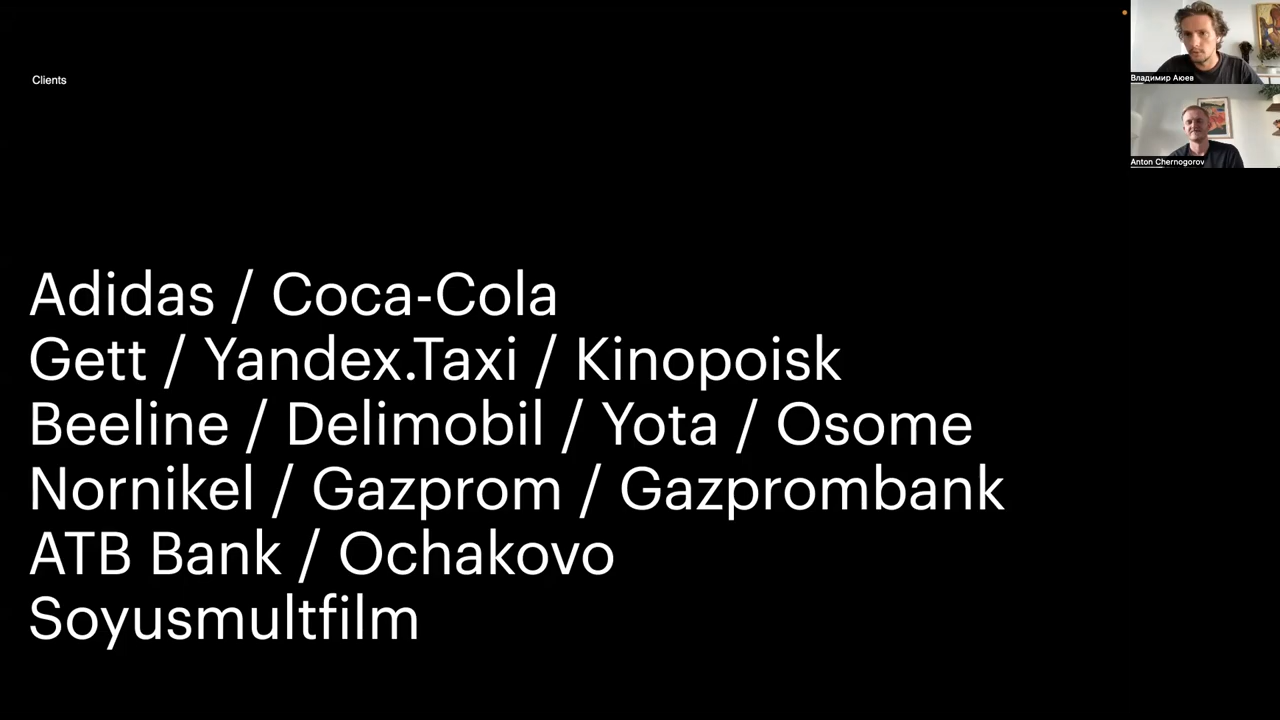 Clients
Владимир Аюев
Anton Chernogorov
Adidas / Coca-Cola
Gett / Yandex.Taxi / Kinopoisk
Beeline / Delimobil / Yota / Osome
Nornikel / Gazprom / Gazprombank
ATB Bank / Ochakovo
Soyusmultfilm